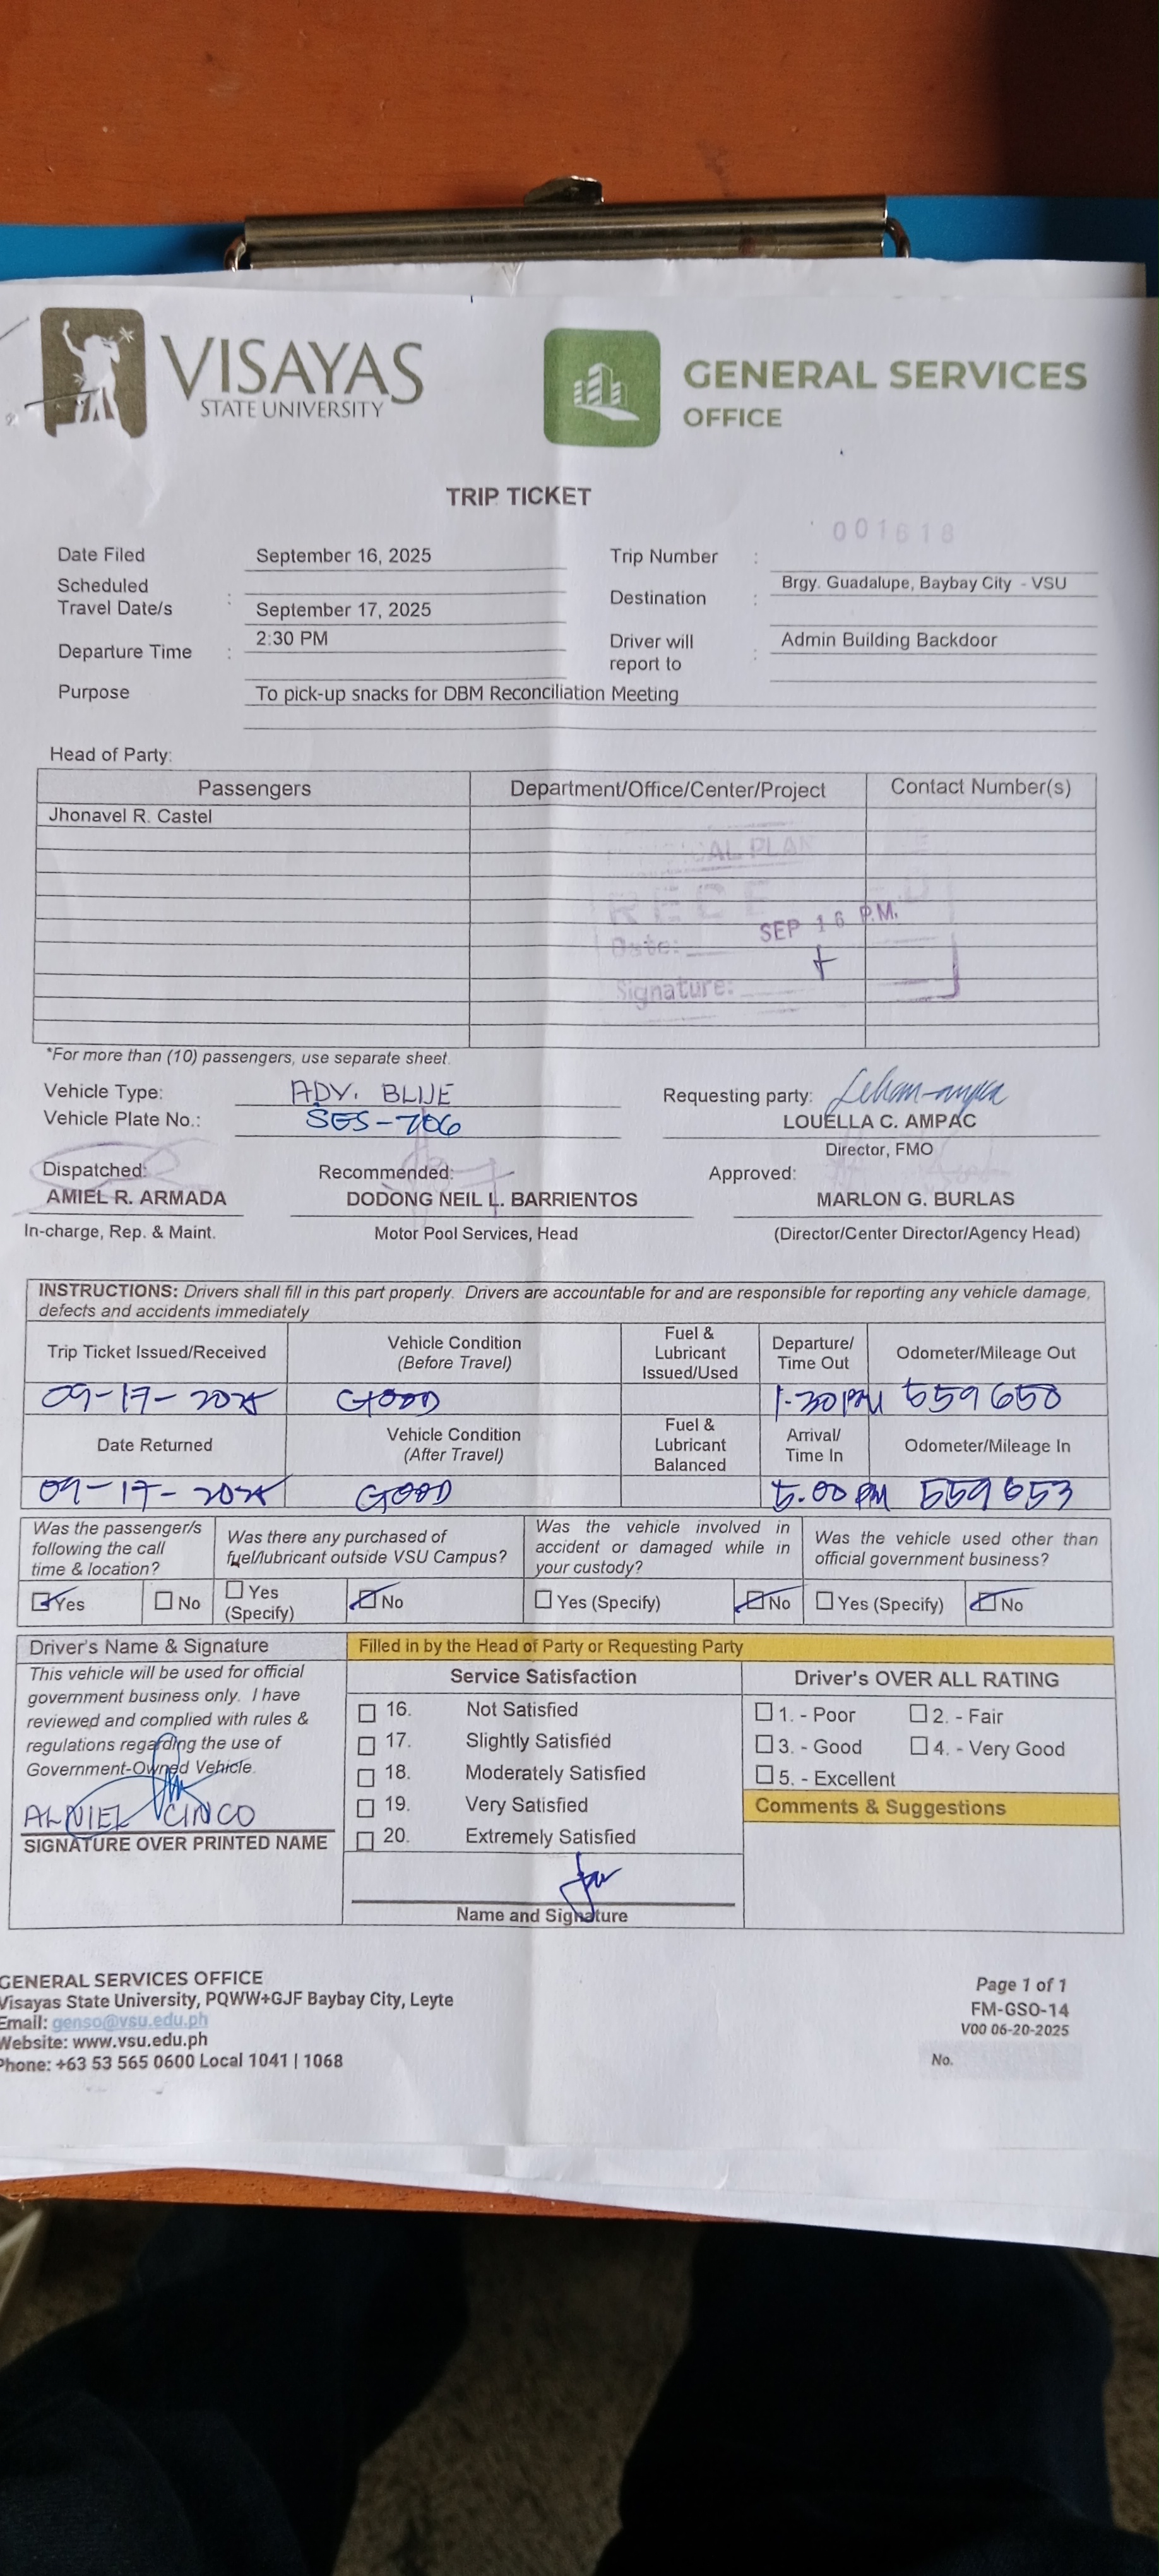 VISAYAS
STATE UNIVERSITY
GENERAL SERVICES
OFFICE
TRIP TICKET
001618
Date Filed September 16, 2025 Trip Number :
Scheduled Travel Date/s : September 17, 2025 Destination : Brgy. Guadalupe, Baybay City - VSU
Departure Time : 2:30 PM Driver will report to : Admin Building Backdoor
Purpose To pick-up snacks for DBM Reconciliation Meeting
Head of Party:
Passengers Department/Office/Center/Project Contact Number(s)
Jhonavel R. Castel
SEP 16 P.M.
Date:
Signature:
*For more than (10) passengers, use separate sheet.
Vehicle Type: ADV. BLUE Requesting party:
Vehicle Plate No.: SES-706 LOUELLA C. AMPAC
Director, FMO
Dispatched: Recommended: Approved:
AMIEL R. ARMADA DODONG NEIL L. BARRIENTOS MARLON G. BURLAS
In-charge, Rep. & Maint. Motor Pool Services, Head (Director/Center Director/Agency Head)
INSTRUCTIONS: Drivers shall fill in this part properly. Drivers are accountable for and are responsible for reporting any vehicle damage,
defects and accidents immediately
Trip Ticket Issued/Received Vehicle Condition (Before Travel) Fuel & Lubricant Issued/Used Departure/ Time Out Odometer/Mileage Out
09-17-2025 GOOD 1:30PM 559650
Date Returned Vehicle Condition (After Travel) Fuel & Lubricant Balanced Arrival/ Time In Odometer/Mileage In
09-17-2025 GOOD 5:00 PM 559653
Was the passenger/s following the call time & location? Was there any purchased of fuel/lubricant outside VSU Campus? Was the vehicle involved in accident or damaged while in your custody? Was the vehicle used other than official government business?
Yes No Yes (Specify) No Yes (Specify) No Yes (Specify) No
Driver's Name & Signature Filled in by the Head of Party or Requesting Party
This vehicle will be used for official
government business only. I have
reviewed and complied with rules &
regulations regarding the use of
Government-Owned Vehicle.
ALNIEL CINCO
SIGNATURE OVER PRINTED NAME
Service Satisfaction
16. Not Satisfied
17. Slightly Satisfied
18. Moderately Satisfied
19. Very Satisfied
20. Extremely Satisfied
Name and Signature
Driver's OVER ALL RATING
1. - Poor 2. - Fair
3. - Good 4. - Very Good
5. - Excellent
Comments & Suggestions
GENERAL SERVICES OFFICE
Visayas State University, PQWW+GJF Baybay City, Leyte
Email: genso@vsu.edu.ph
Website: www.vsu.edu.ph
Phone: +63 53 565 0600 Local 1041 | 1068
Page 1 of 1
FM-GSO-14
V00 06-20-2025
No.